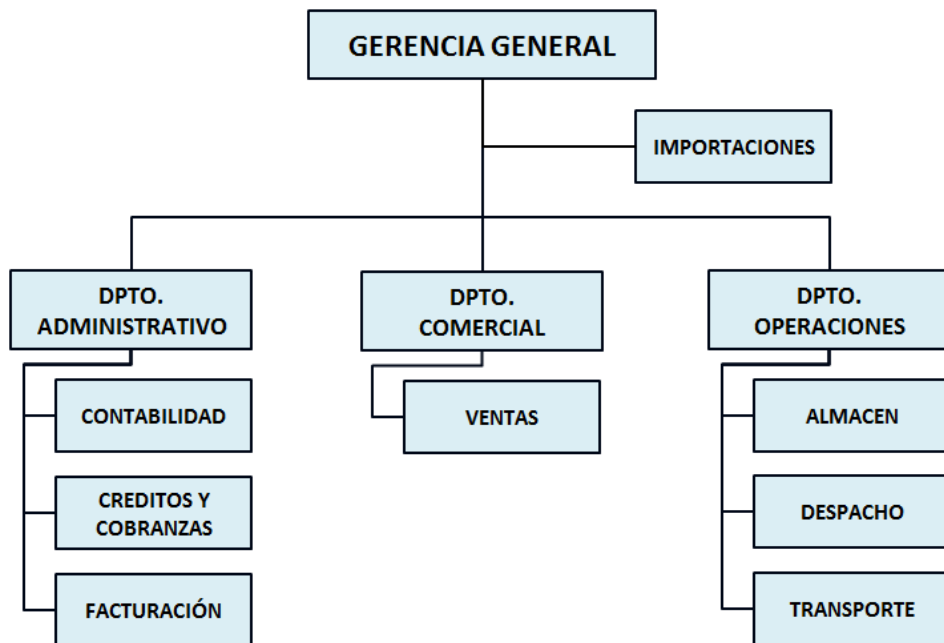 GERENCIA GENERAL
IMPORTACIONES
DPTO.
ADMINISTRATIVO
CONTABILIDAD
CREDITOS Y
COBRANZAS
FACTURACIÓN
DPTO.
COMERCIAL
VENTAS
DPTO.
OPERACIONES
ALMACEN
DESPACHO
TRANSPORTE